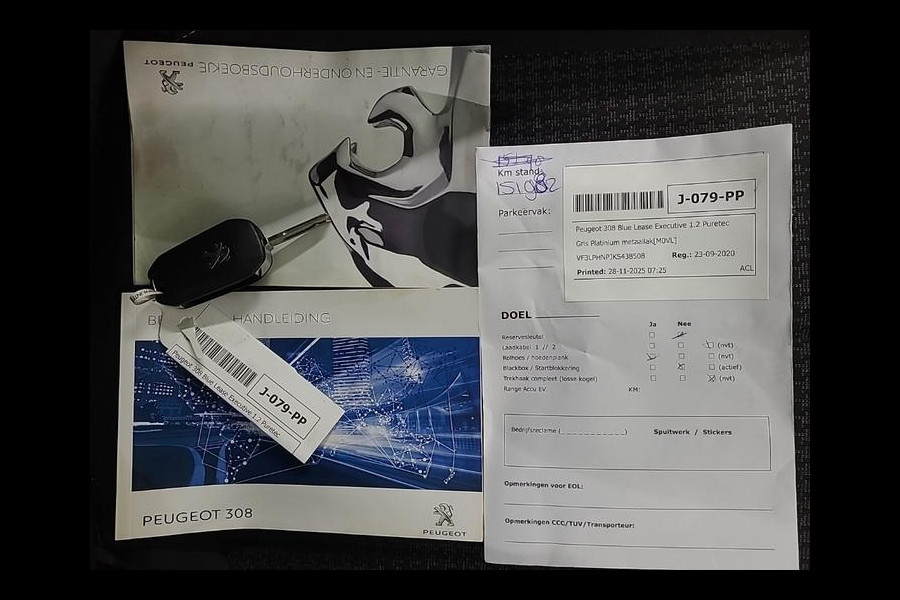 GARANTIE- EN ONDERHOUDSBOEKJE
PEUGEOT
HANDLEIDING
J-079-PP
Peugeot 308 Blue Lease Executive 1.2 Puretec
PEUGEOT 308
PEUGEOT
Km stand:
Parkeervak:
J-079-PP
Peugeot 308 Blue Lease Executive 1.2 Puretec
Gris Platinium metaallak[M0VL]
VF3LPHNPJKS438508 Reg.: 23-09-2020
Printed: 28-11-2025 07:25 ACL
DOEL
Ja Nee
Reservesleutel
Laadkabel 1 // 2 (nvt)
Rolhoes / hoedenplank (nvt)
Blackbox / Startblokkering (actief)
Trekhaak compleet (losse kogel) (nvt)
Range Accu EV KM:
Bedrijfsreclame (_____________) Spuitwerk / Stickers
Opmerkingen voor EOL:
Opmerkingen CCC/TUV/Transporteur: